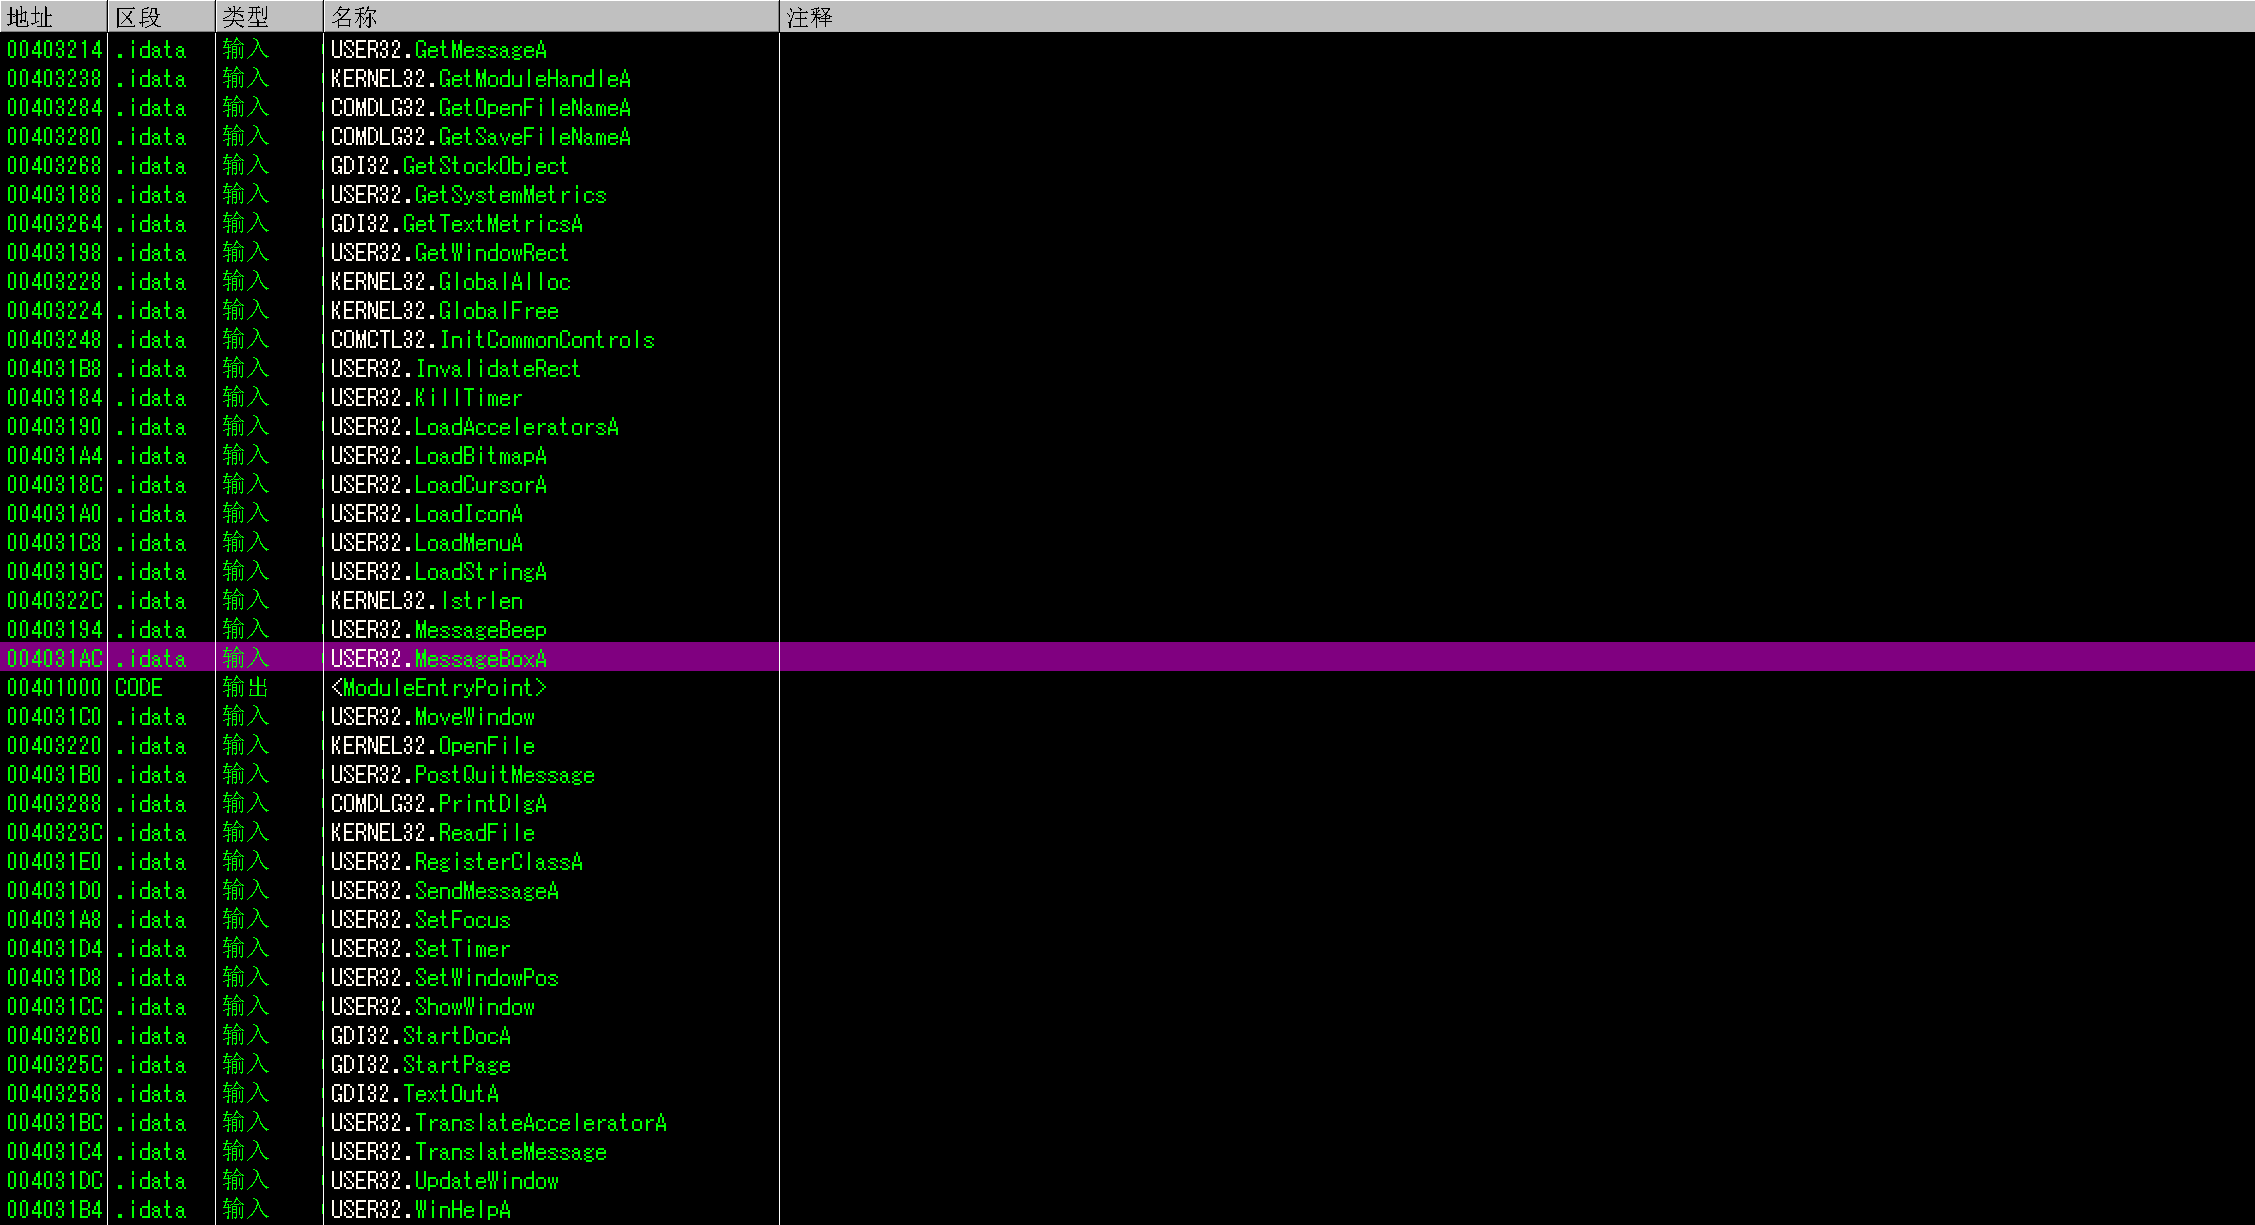 地址 区段 类型 名称 注释
00403214 .idata 输入 USER32.GetMessageA
00403238 .idata 输入 KERNEL32.GetModuleHandleA
00403284 .idata 输入 COMDLG32.GetOpenFileNameA
00403280 .idata 输入 COMDLG32.GetSaveFileNameA
00403268 .idata 输入 GDI32.GetStockObject
00403188 .idata 输入 USER32.GetSystemMetrics
00403264 .idata 输入 GDI32.GetTextMetricsA
00403198 .idata 输入 USER32.GetWindowRect
00403228 .idata 输入 KERNEL32.GlobalAlloc
00403224 .idata 输入 KERNEL32.GlobalFree
00403248 .idata 输入 COMCTL32.InitCommonControls
004031B8 .idata 输入 USER32.InvalidateRect
00403184 .idata 输入 USER32.KillTimer
00403190 .idata 输入 USER32.LoadAcceleratorsA
004031A4 .idata 输入 USER32.LoadBitmapA
0040318C .idata 输入 USER32.LoadCursorA
004031A0 .idata 输入 USER32.LoadIconA
004031C8 .idata 输入 USER32.LoadMenuA
0040319C .idata 输入 USER32.LoadStringA
0040322C .idata 输入 KERNEL32.lstrlen
00403194 .idata 输入 USER32.MessageBeep
004031AC .idata 输入 USER32.MessageBoxA
00401000 CODE 输出 <ModuleEntryPoint>
004031C0 .idata 输入 USER32.MoveWindow
00403220 .idata 输入 KERNEL32.OpenFile
004031B0 .idata 输入 USER32.PostQuitMessage
00403288 .idata 输入 COMDLG32.PrintDlgA
0040323C .idata 输入 KERNEL32.ReadFile
004031E0 .idata 输入 USER32.RegisterClassA
004031D0 .idata 输入 USER32.SendMessageA
004031A8 .idata 输入 USER32.SetFocus
004031D4 .idata 输入 USER32.SetTimer
004031D8 .idata 输入 USER32.SetWindowPos
004031CC .idata 输入 USER32.ShowWindow
00403260 .idata 输入 GDI32.StartDocA
0040325C .idata 输入 GDI32.StartPage
00403258 .idata 输入 GDI32.TextOutA
004031BC .idata 输入 USER32.TranslateAcceleratorA
004031C4 .idata 输入 USER32.TranslateMessage
004031DC .idata 输入 USER32.UpdateWindow
004031B4 .idata 输入 USER32.WinHelpA